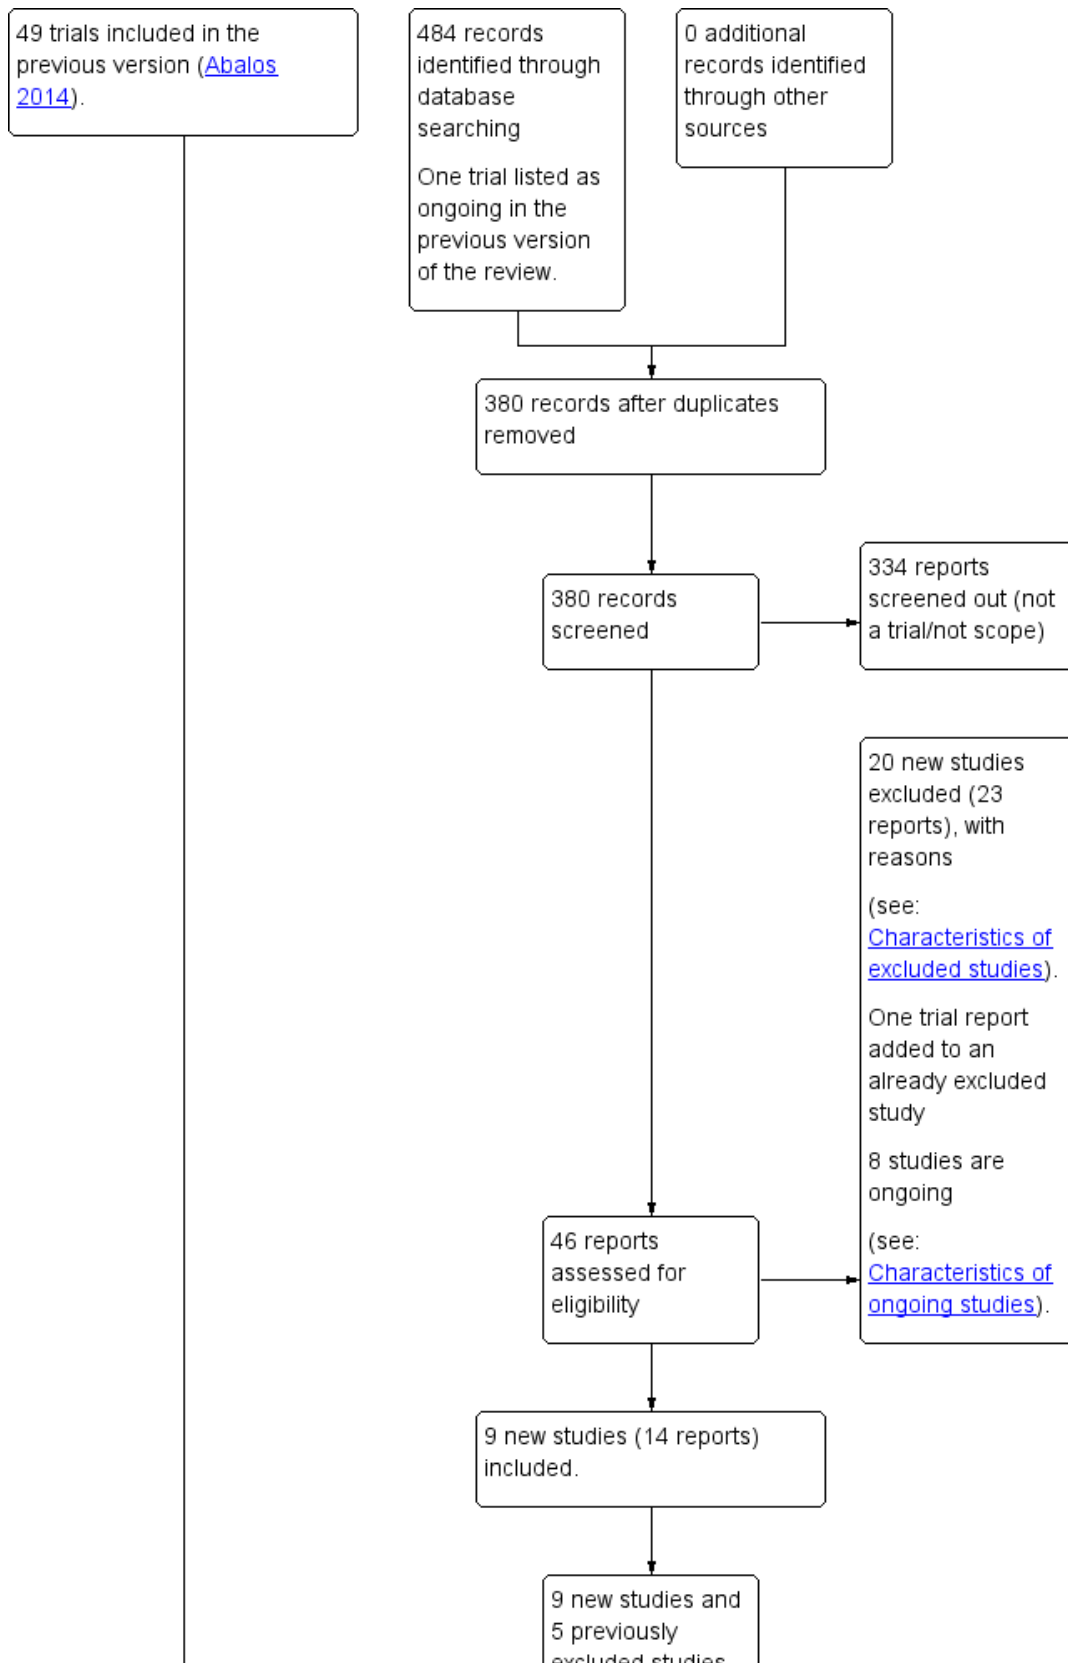 49 trials included in the
previous version (Abalos
2014).
484 records
identified through
database
searching
One trial listed as
ongoing in the
previous version
of the review.
0 additional
records identified
through other
sources
380 records after duplicates
removed
380 records
screened
334 reports
screened out (not
a trial/not scope)
20 new studies
excluded (23
reports), with
reasons
(see:
Characteristics of
excluded studies).
One trial report
added to an
already excluded
study
8 studies are
ongoing
(see:
Characteristics of
ongoing studies).
46 reports
assessed for
eligibility
9 new studies (14 reports)
included.
9 new studies and
5 previously
excluded studies